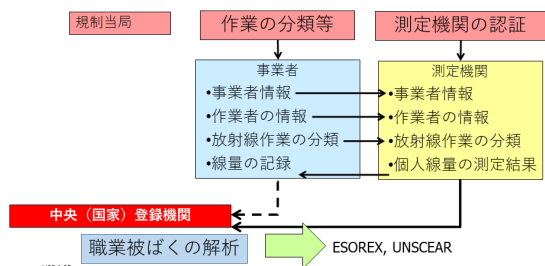 規制当局
作業の分類等
測定機関の認証
事業者
•事業者情報
•作業者の情報
•放射線作業の分類
•線量の記録
測定機関
•事業者情報
•作業者の情報
•放射線作業の分類
•個人線量の測定結果
中央（国家）登録機関
職業被ばくの解析
ESOREX, UNSCEAR